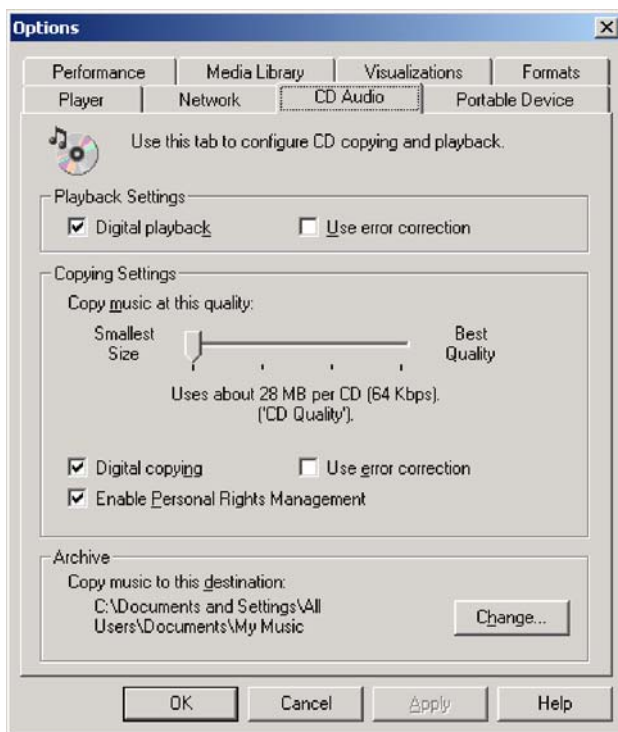 Options
Performance Media Library Visualizations Formats
Player Network CD Audio Portable Device
Use this tab to configure CD copying and playback.
Playback Settings
Digital playback Use error correction
Copying Settings
Copy music at this quality:
Smallest Best
Size Quality
Uses about 28 MB per CD (64 Kbps).
('CD Quality').
Digital copying Use error correction
Enable Personal Rights Management
Archive
Copy music to this destination:
C:\Documents and Settings\All
Users\Documents\My Music
Change...
OK Cancel Apply Help